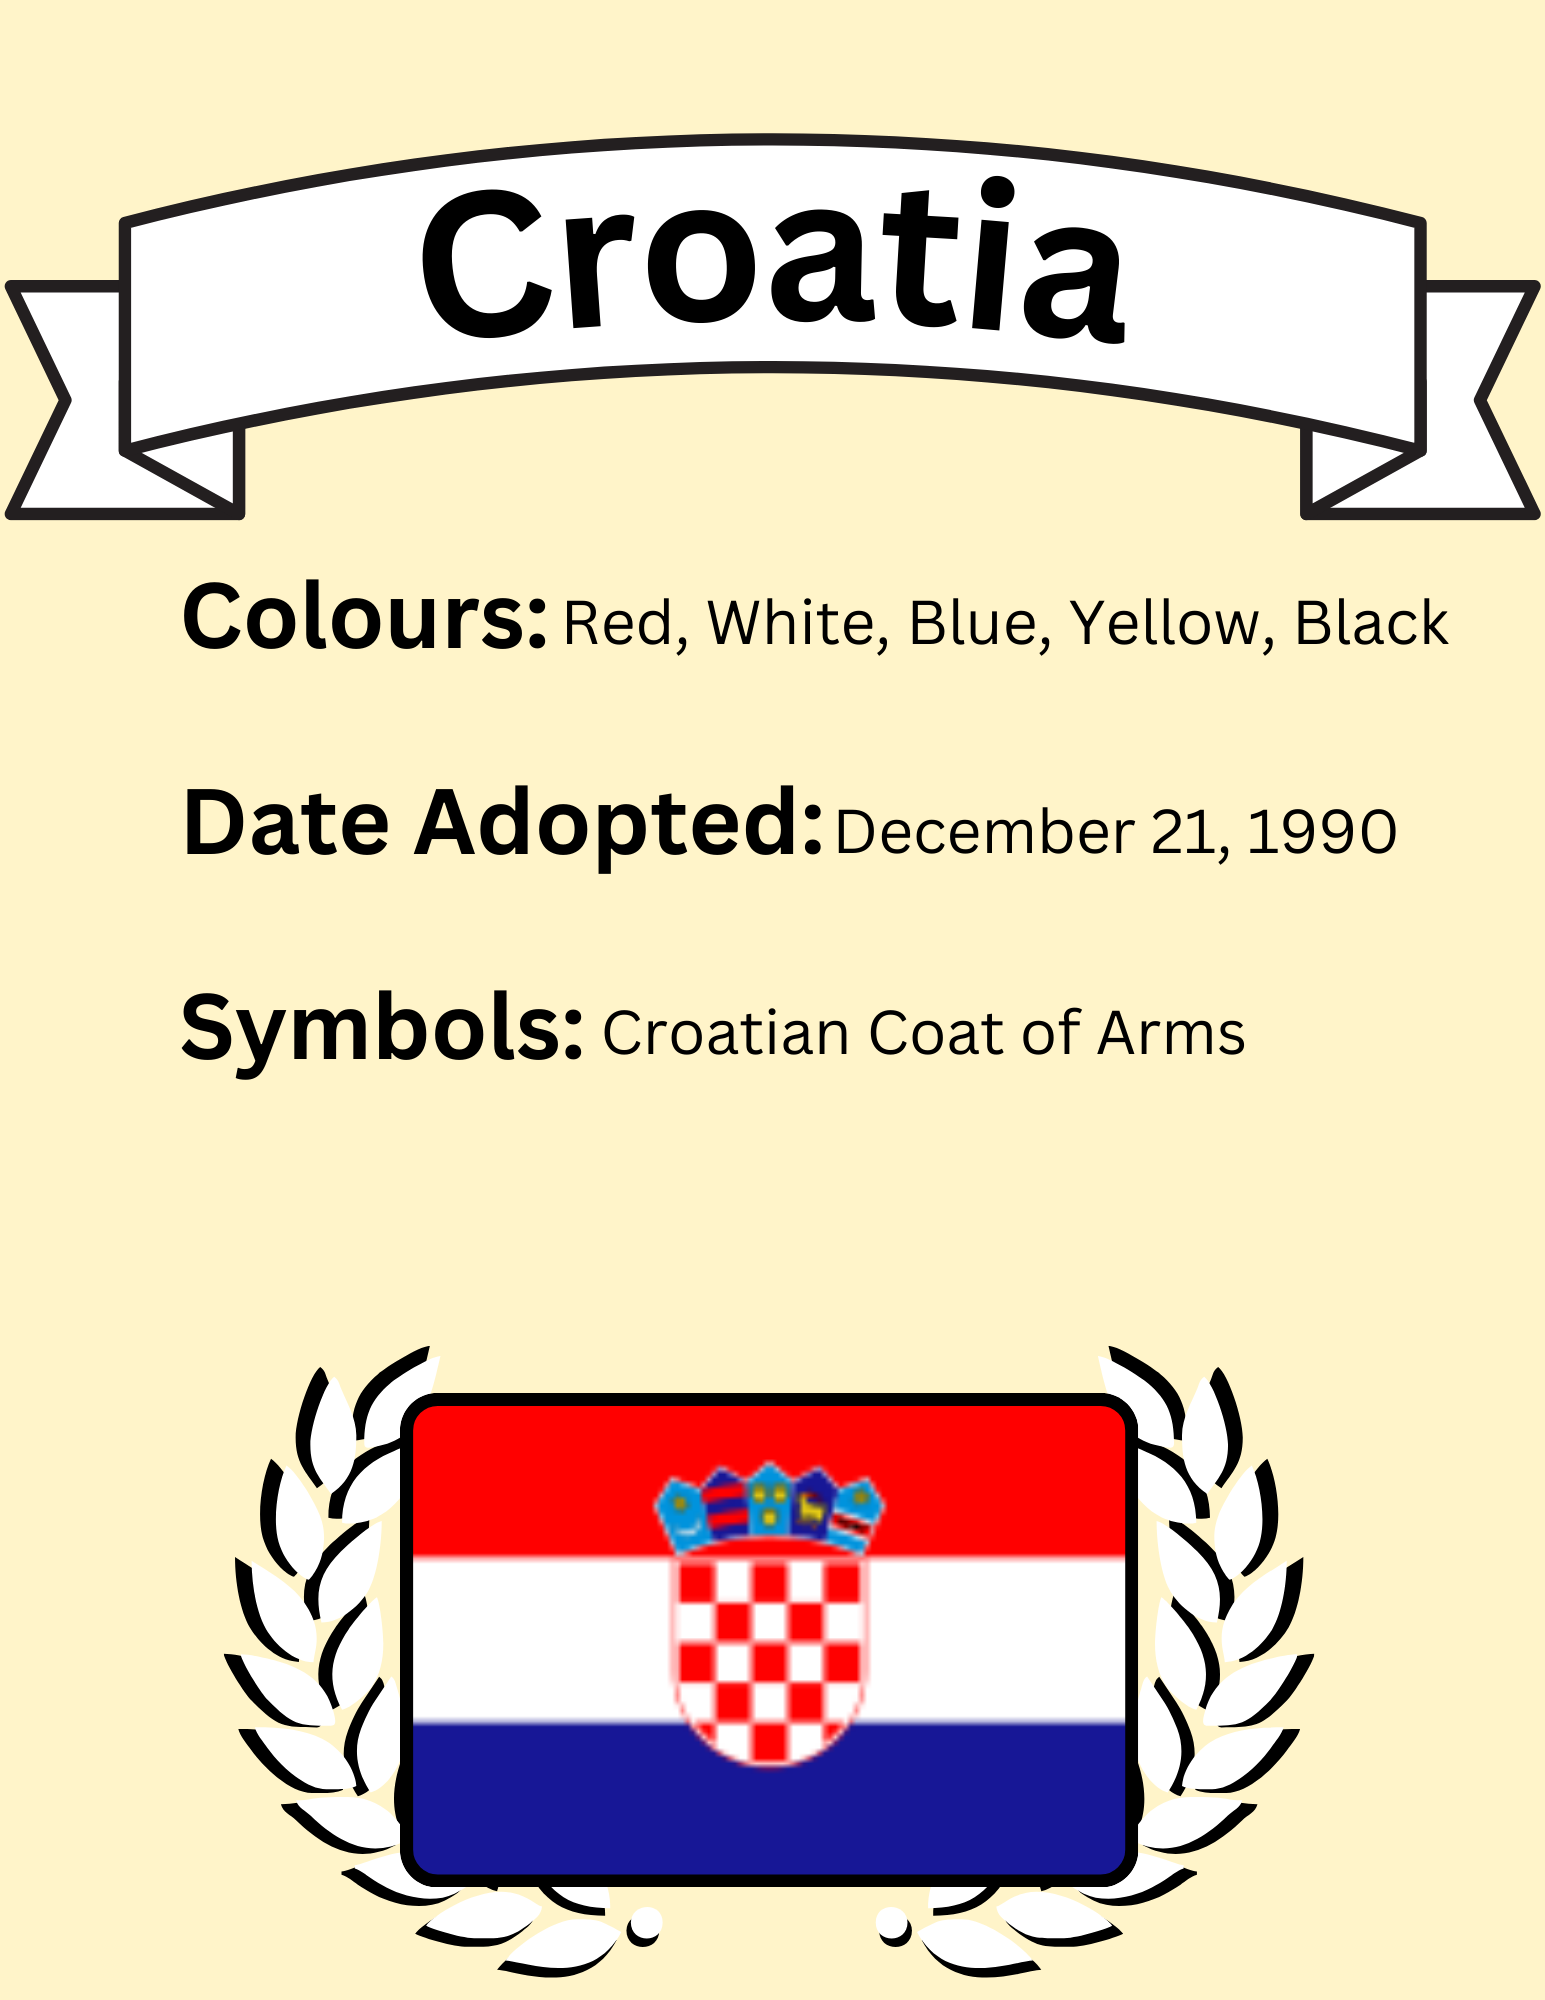 Croatia
Colours: Red, White, Blue, Yellow, Black
Date Adopted: December 21, 1990
Symbols: Croatian Coat of Arms